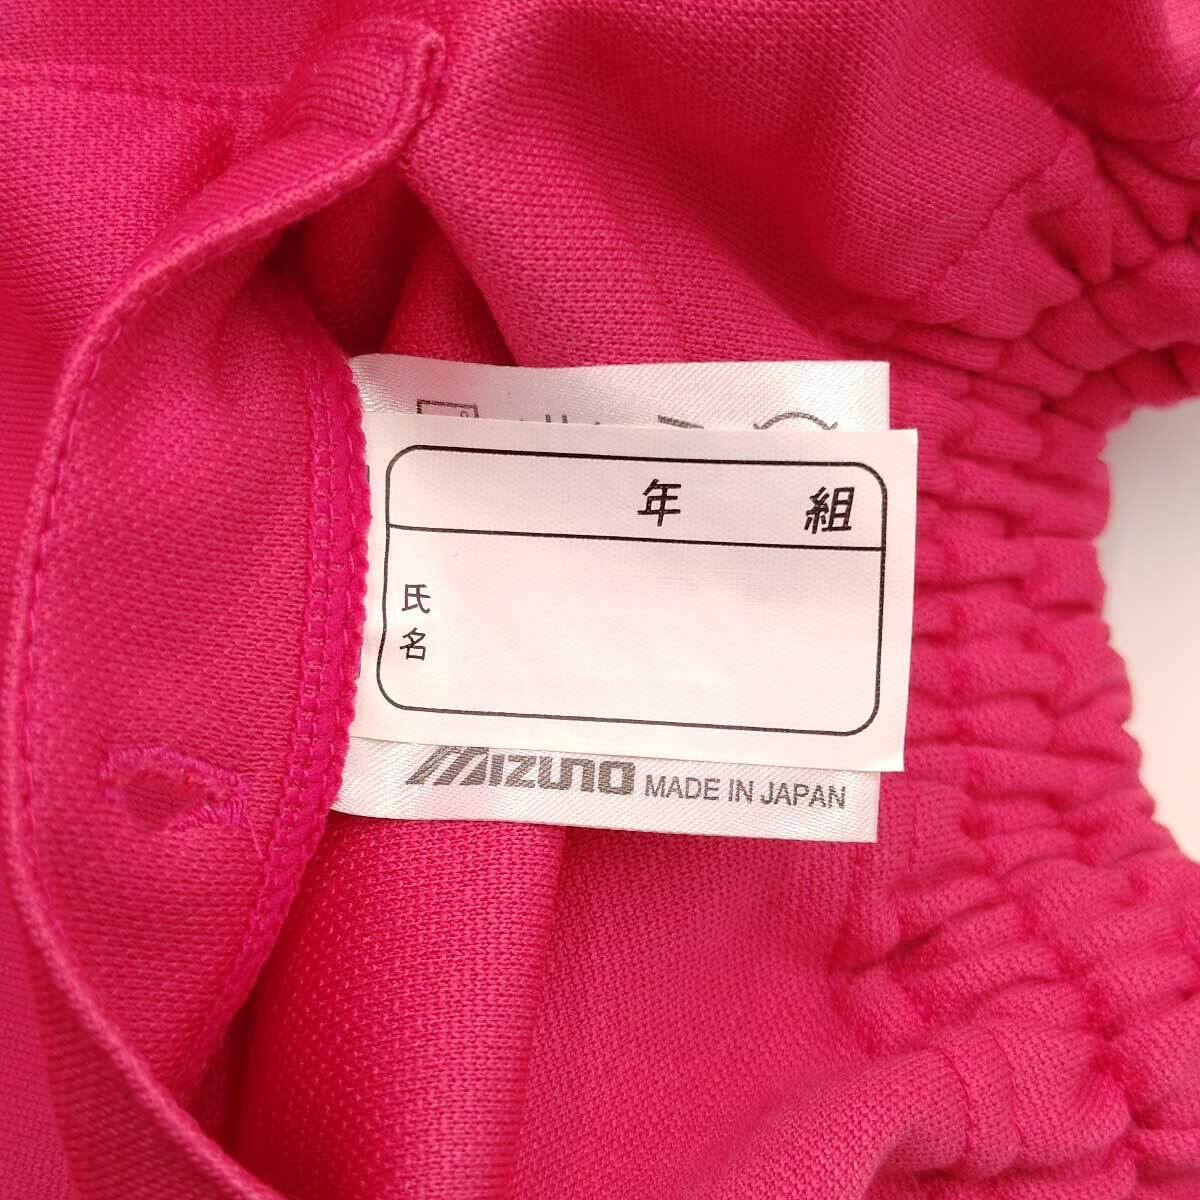 年 組
氏
名
MIZUNO MADE IN JAPAN